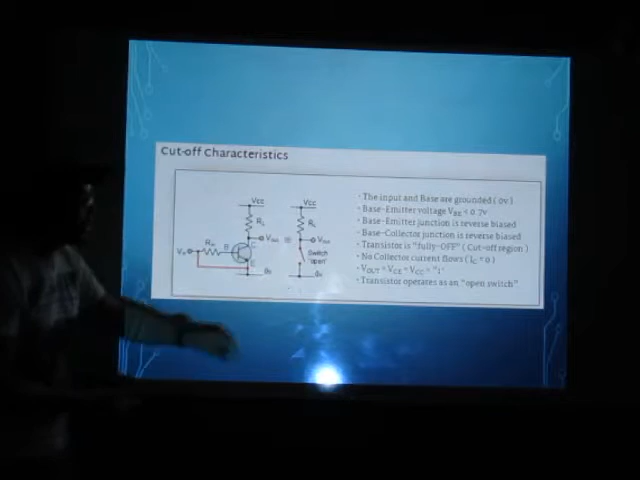 Cut-off Characteristics
Vcc
Vcc
RL
RL
Vout
Vout
Rin
B
C
E
Switch
"open"
0v
0v
• The input and Base are grounded ( 0v)
• Base-Emitter voltage VBE < 0.7v
• Base-Emitter junction is reverse biased
• Base-Collector junction is reverse biased
• Transistor is "fully-OFF" ( Cut-off region )
• No Collector current flows ( IC = 0 )
• VOUT = VCE = VCC = "1"
• Transistor operates as an "open switch"